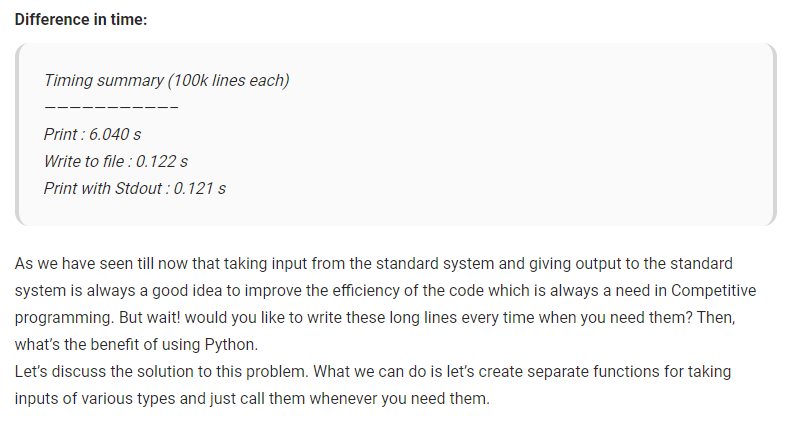 Difference in time:
Timing summary (100k lines each)
———————————–
Print : 6.040 s
Write to file : 0.122 s
Print with Stdout : 0.121 s
As we have seen till now that taking input from the standard system and giving output to the standard
system is always a good idea to improve the efficiency of the code which is always a need in Competitive
programming. But wait! would you like to write these long lines every time when you need them? Then,
what’s the benefit of using Python.
Let’s discuss the solution to this problem. What we can do is let’s create separate functions for taking
inputs of various types and just call them whenever you need them.